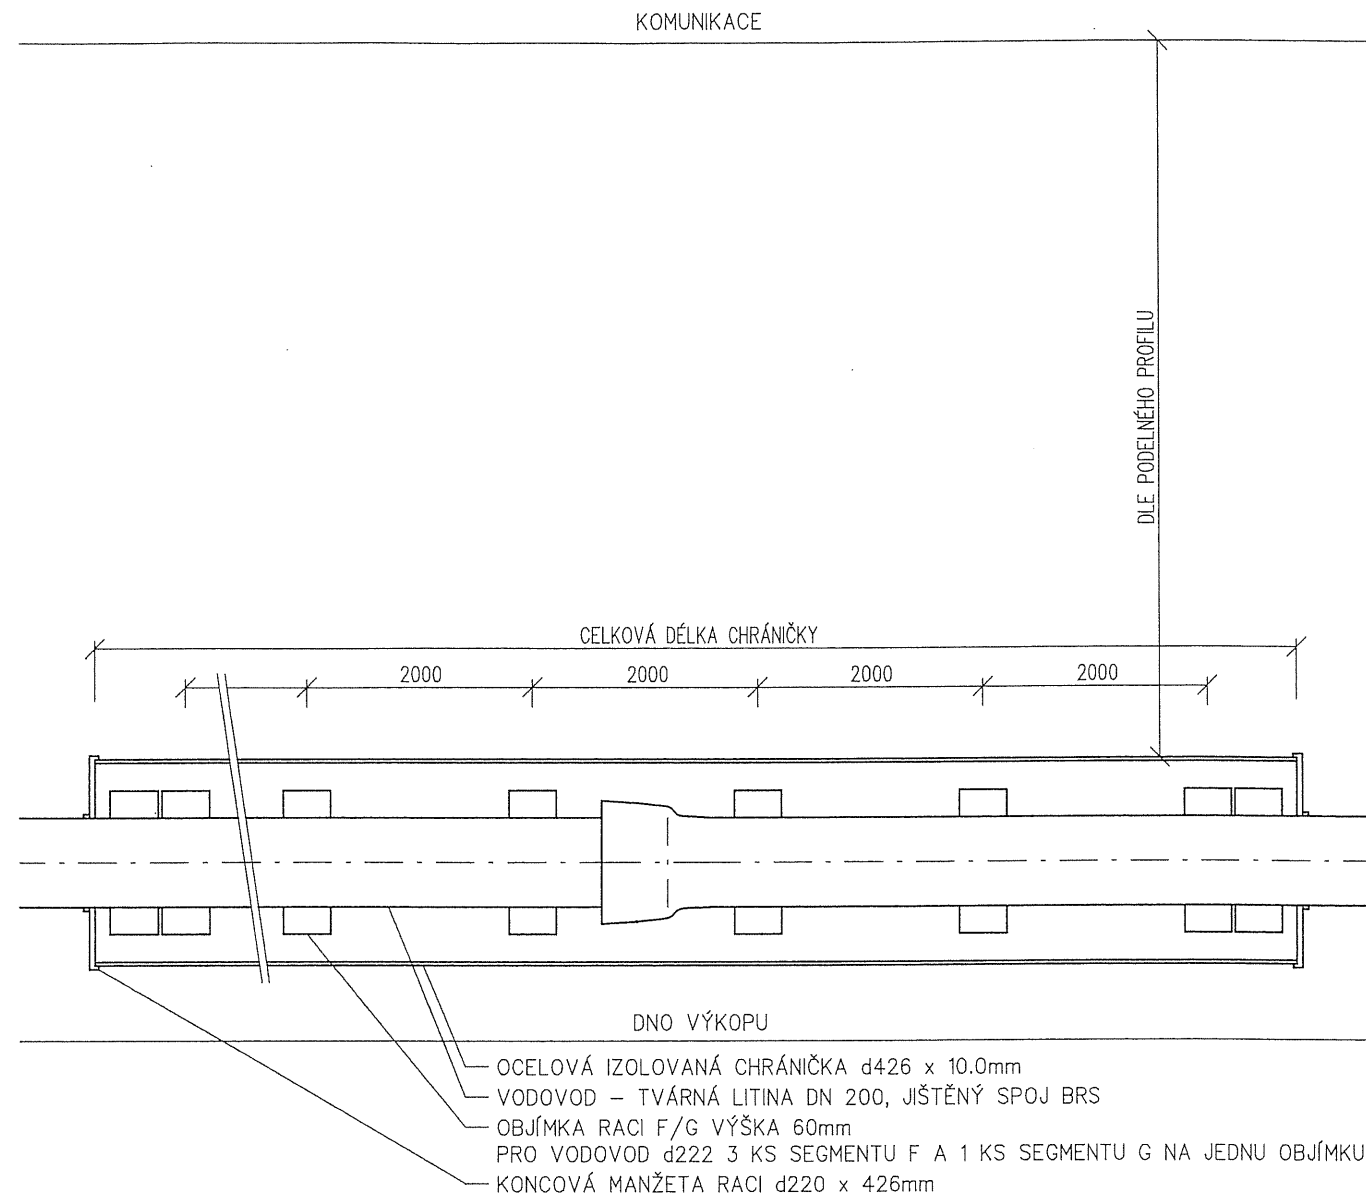 KOMUNIKACE
DLE PODELNÉHO PROFILU
CELKOVÁ DÉLKA CHRÁNIČKY
2000
2000
2000
2000
DNO VÝKOPU
OCELOVÁ IZOLOVANÁ CHRÁNIČKA d426 x 10.0mm
VODOVOD – TVÁRNÁ LITINA DN 200, JIŠTĚNÝ SPOJ BRS
OBJÍMKA RACI F/G VÝŠKA 60mm
PRO VODOVOD d222 3 KS SEGMENTU F A 1 KS SEGMENTU G NA JEDNU OBJÍMKU
KONCOVÁ MANŽETA RACI d220 x 426mm